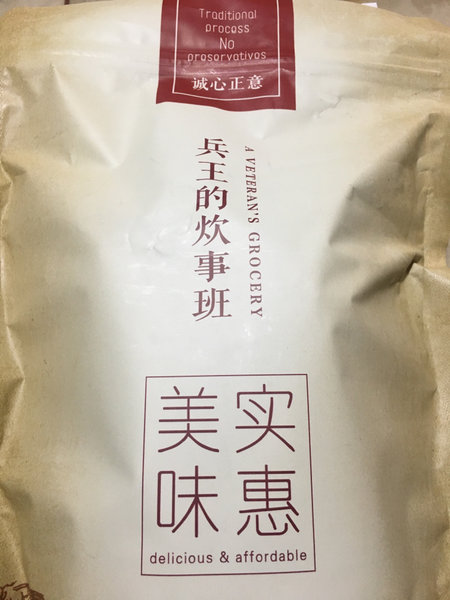 Traditional
process
No
proservatives
诚心正意
兵王的炊事班
A VETERAN'S GROCERY
美实
味惠
delicious & affordable